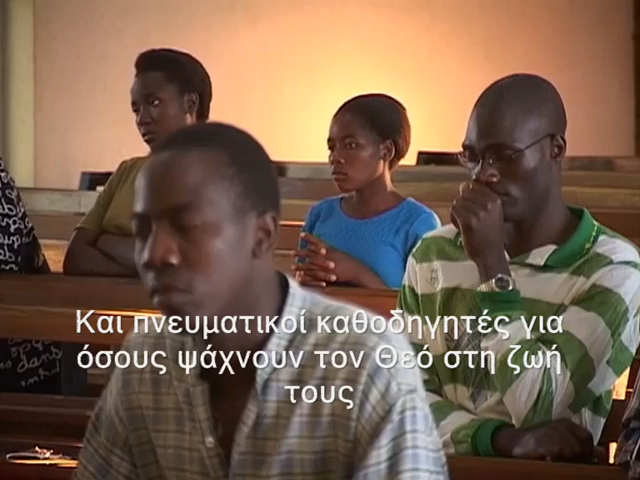 Και πνευματικοί καθοδηγητές για
όσους ψάχνουν τον Θεό στη ζωή
τους